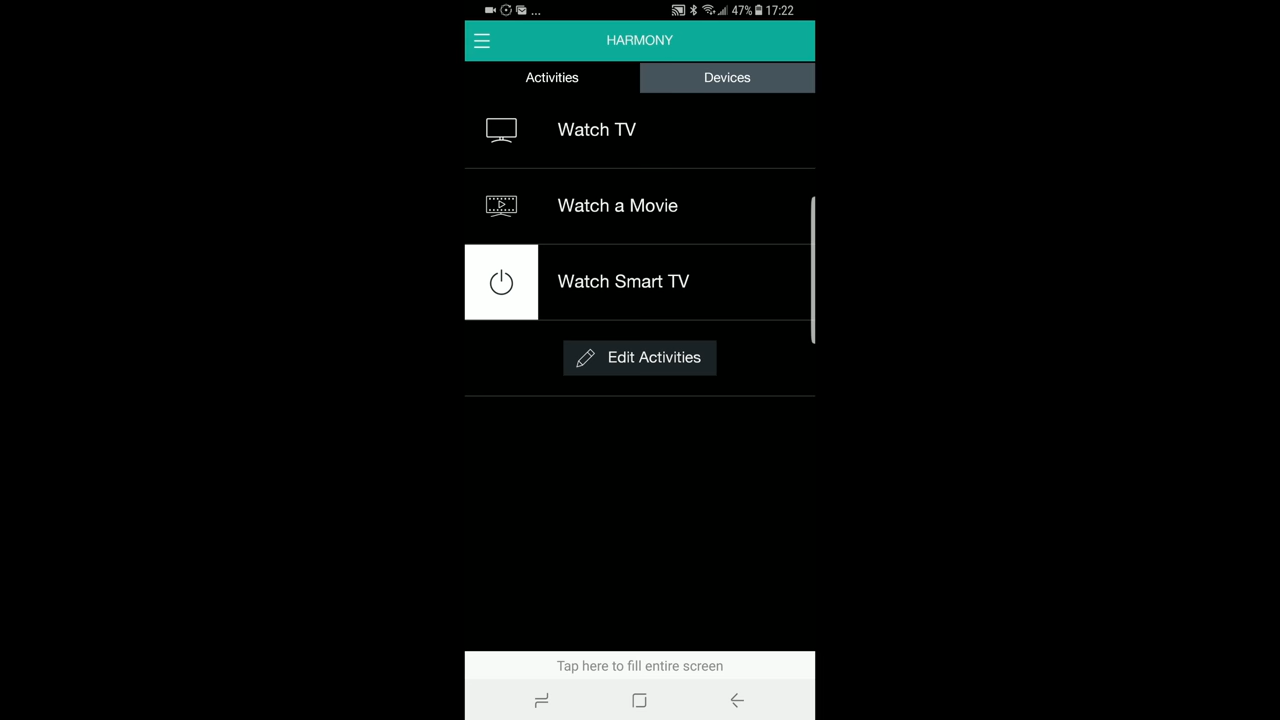 ... 47% 17:22
HARMONY
Activities Devices
Watch TV
Watch a Movie
Watch Smart TV
Edit Activities
Tap here to fill entire screen